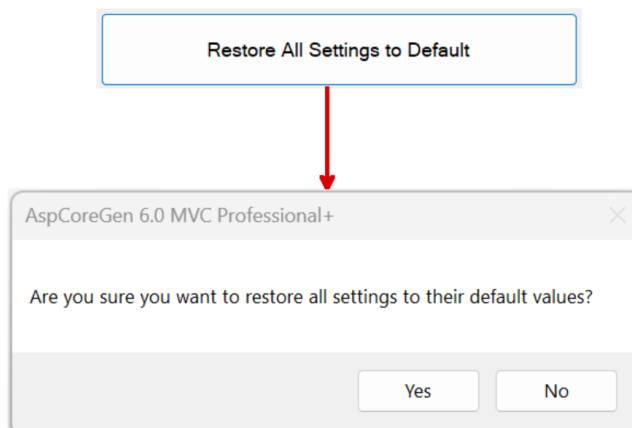 Restore All Settings to Default
AspCoreGen 6.0 MVC Professional+
Are you sure you want to restore all settings to their default values?
Yes
No